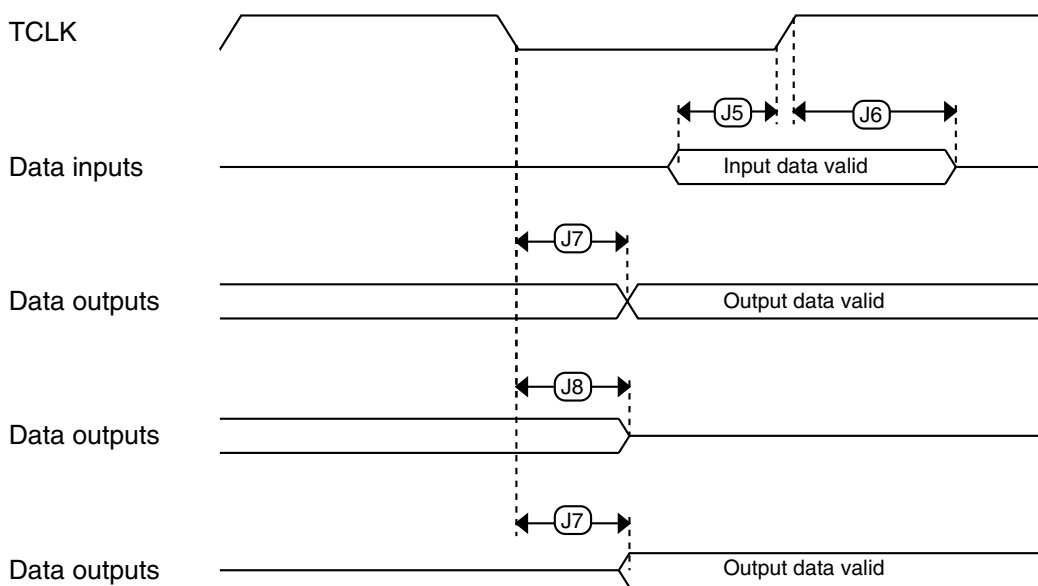 TCLK
J5
J6
Data inputs
Input data valid
J7
Data outputs
Output data valid
J8
Data outputs
J7
Data outputs
Output data valid